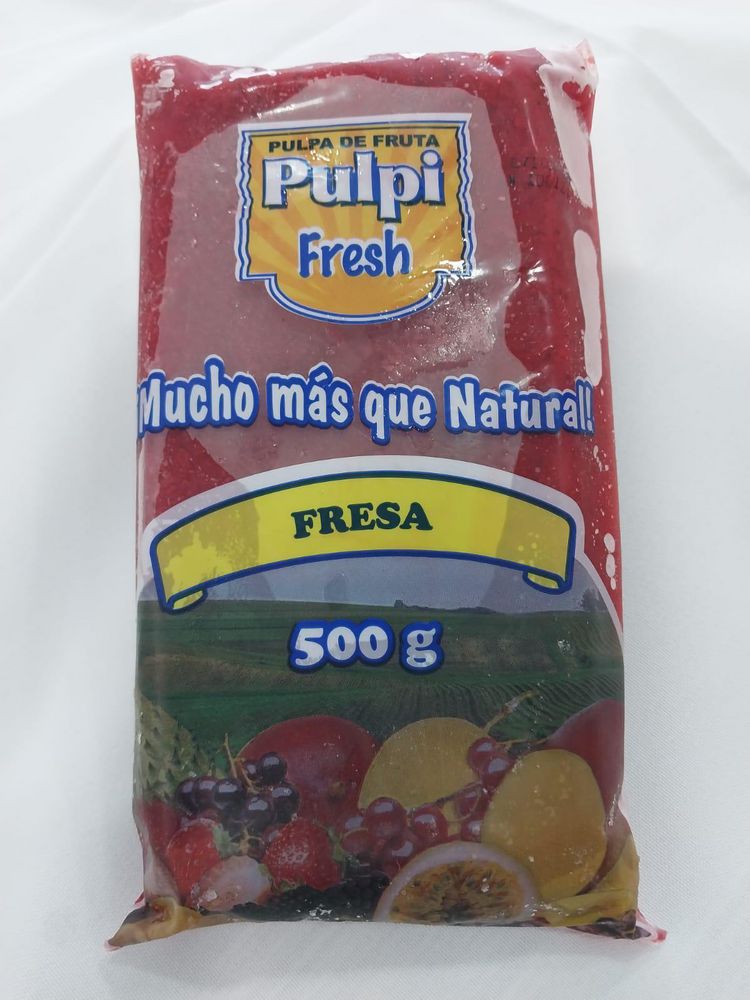 PULPA DE FRUTA
Pulpi
Fresh
¡Mucho más que Natural!
FRESA
500 g